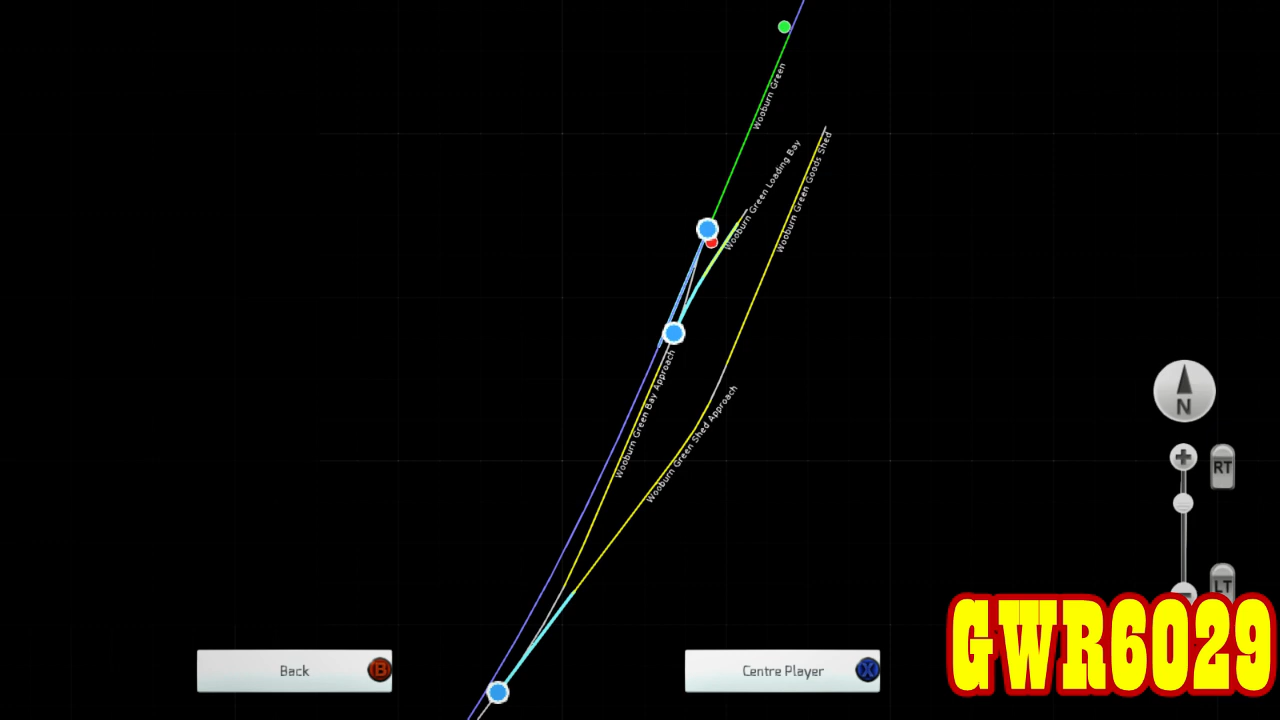 Wooburn Green
Wooburn Green Loading Bay
Wooburn Green Goods Shed
Wooburn Green Bay Approach
Wooburn Green Shed Approach
N
RT
LT
Back B
Centre Player X
GWR6029